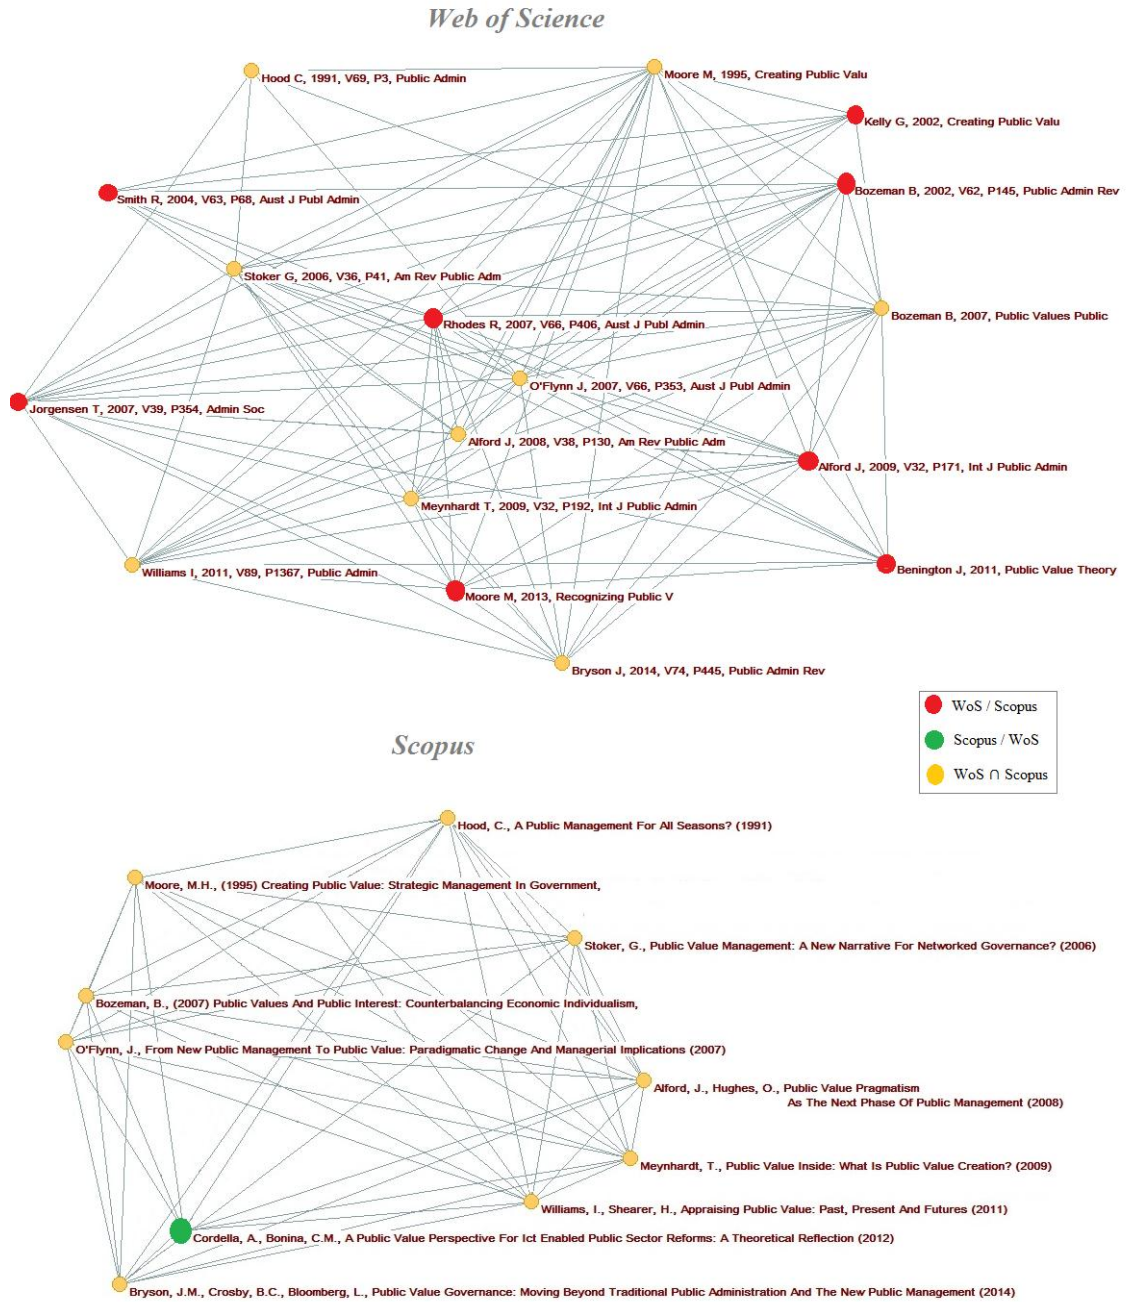 Web of Science
Hood C, 1991, V69, P3, Public Admin
Moore M, 1995, Creating Public Valu
Kelly G, 2002, Creating Public Valu
Bozeman B, 2002, V62, P145, Public Admin Rev
Smith R, 2004, V63, P68, Aust J Publ Admin
Stoker G, 2006, V36, P41, Am Rev Public Adm
Bozeman B, 2007, Public Values Public
Rhodes R, 2007, V66, P406, Aust J Publ Admin
O'Flynn J, 2007, V66, P353, Aust J Publ Admin
Jorgensen T, 2007, V39, P354, Admin Soc
Alford J, 2008, V38, P130, Am Rev Public Adm
Alford J, 2009, V32, P171, Int J Public Admin
Meynhardt T, 2009, V32, P192, Int J Public Admin
Williams I, 2011, V89, P1367, Public Admin
Benington J, 2011, Public Value Theory
Moore M, 2013, Recognizing Public V
Bryson J, 2014, V74, P445, Public Admin Rev
WoS / Scopus
Scopus / WoS
WoS ∩ Scopus
Scopus
Hood, C., A Public Management For All Seasons? (1991)
Moore, M.H., (1995) Creating Public Value: Strategic Management In Government,
Stoker, G., Public Value Management: A New Narrative For Networked Governance? (2006)
Bozeman, B., (2007) Public Values And Public Interest: Counterbalancing Economic Individualism,
O'Flynn, J., From New Public Management To Public Value: Paradigmatic Change And Managerial Implications (2007)
Alford, J., Hughes, O., Public Value Pragmatism
As The Next Phase Of Public Management (2008)
Meynhardt, T., Public Value Inside: What Is Public Value Creation? (2009)
Williams, I., Shearer, H., Appraising Public Value: Past, Present And Futures (2011)
Cordella, A., Bonina, C.M., A Public Value Perspective For Ict Enabled Public Sector Reforms: A Theoretical Reflection (2012)
Bryson, J.M., Crosby, B.C., Bloomberg, L., Public Value Governance: Moving Beyond Traditional Public Administration And The New Public Management (2014)